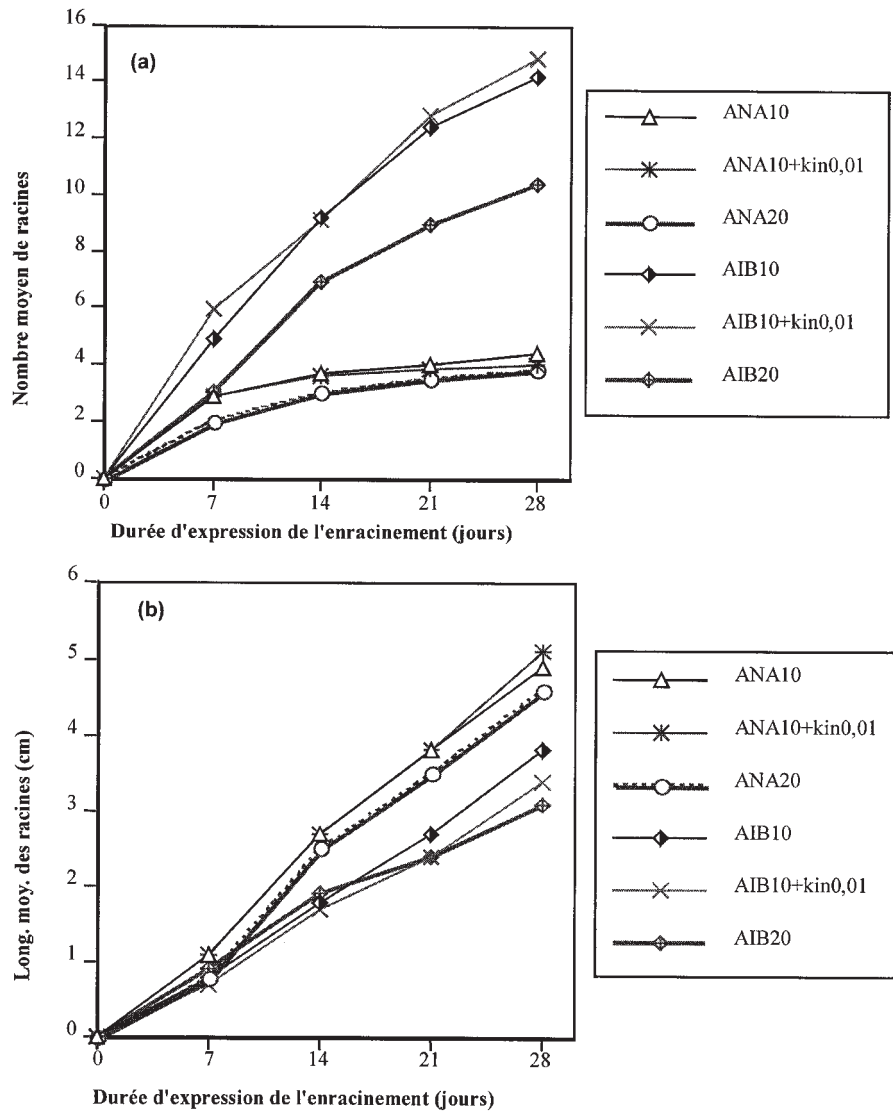 16
14
12
10
8
6
4
2
0
(a)
Nombre moyen de racines
0
7
14
21
28
Durée d'expression de l'enracinement (jours)
ANA10
ANA10+kin0,01
ANA20
AIB10
AIB10+kin0,01
AIB20
6
5
4
3
2
1
0
(b)
Long. moy. des racines (cm)
0
7
14
21
28
Durée d'expression de l'enracinement (jours)
ANA10
ANA10+kin0,01
ANA20
AIB10
AIB10+kin0,01
AIB20